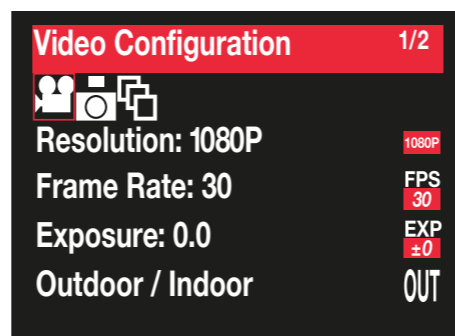 Video Configuration 1/2
Resolution: 1080P 1080P
Frame Rate: 30 FPS 30
Exposure: 0.0 EXP ±0
Outdoor / Indoor OUT